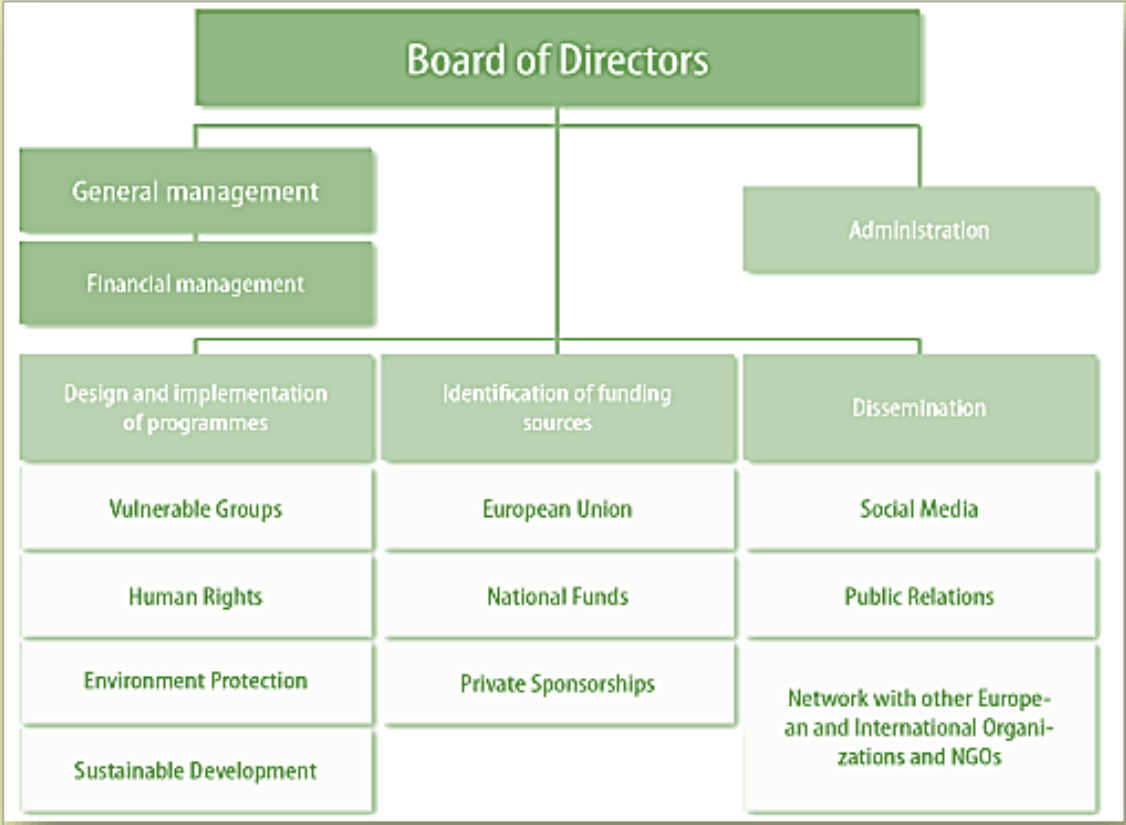 Board of Directors
General management
Administration
Financial management
Design and implementation
of programmes
Identification of funding
sources
Dissemination
Vulnerable Groups
European Union
Social Media
Human Rights
National Funds
Public Relations
Environment Protection
Private Sponsorships
Network with other Europe-
an and International Organi-
zations and NGOs
Sustainable Development